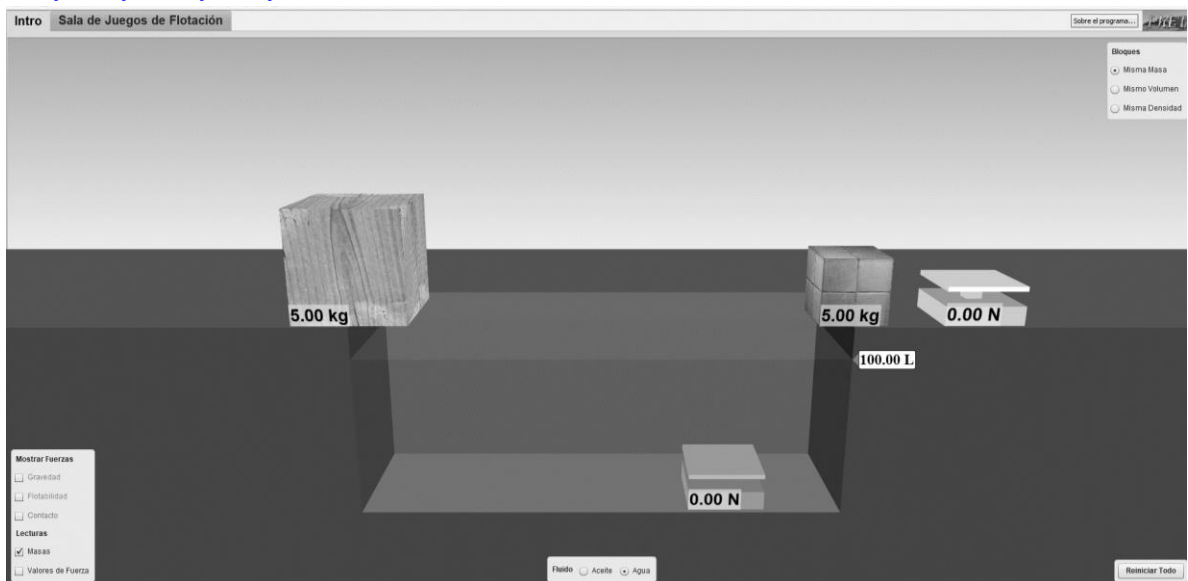 Intro Sala de Juegos de Flotación
Sobre el programa...
Bloques
Misma Masa
Mismo Volumen
Misma Densidad
5.00 kg
5.00 kg
0.00 N
100.00 L
0.00 N
Mostrar Fuerzas
Gravedad
Flotabilidad
Contacto
Lecturas
Masas
Valores de Fuerza
Fluido Aceite Agua
Reiniciar Todo